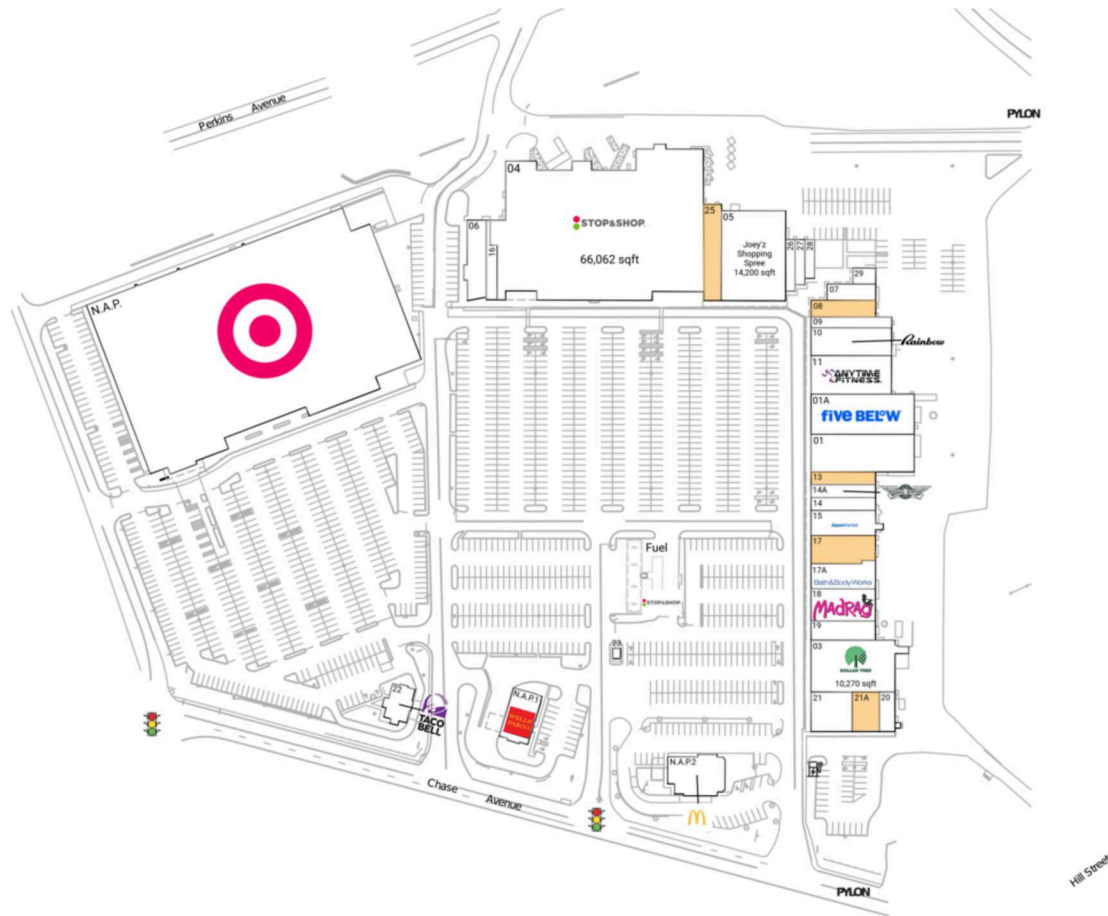 Perkins Avenue
PYLON
04
STOP&SHOP
66,062 sqft
06
16
25
05
Joey'z
Shopping
Spree
14,200 sqft
26
27
28
29
07
08
09
10
Rainbow
11
ANYTIME
FITNESS
01A
five BELOW
01
13
14A
14
15
AspenDental
17
17A
Bath&BodyWorks
18
MADRAG
19
03
DOLLAR TREE
10,270 sqft
21
21A
20
N.A.P.
Fuel
STOP&SHOP
23
22
TACO
BELL
N.A.P.1
WELLS
FARGO
N.A.P.2
Chase Avenue
PYLON
Hill Street